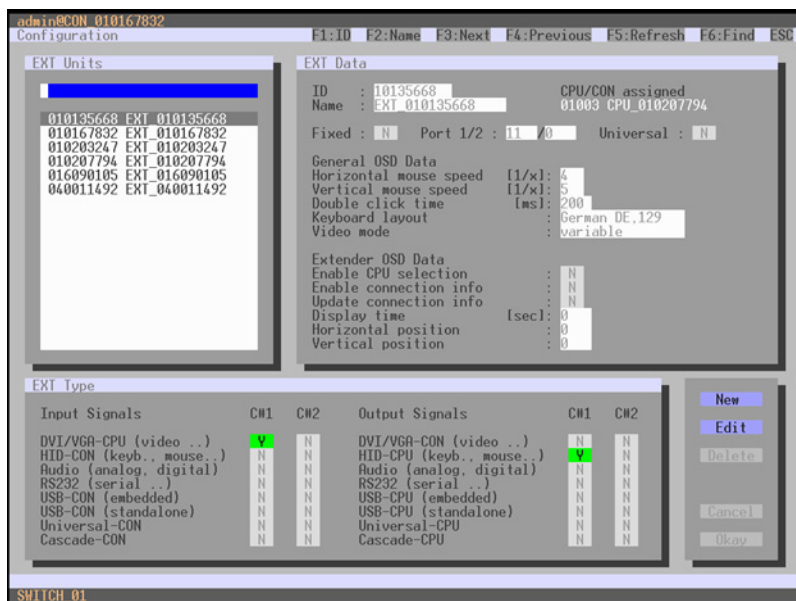 admin@CON_010167832
Configuration F1:ID F2:Name F3:Next F4:Previous F5:Refresh F6:Find ESC
EXT Units
010135668 EXT_010135668
010167832 EXT_010167832
010203247 EXT_010203247
010207794 EXT_010207794
016090105 EXT_016090105
040011492 EXT_040011492
EXT Data
ID : 10135668 CPU/CON assigned
Name : EXT_010135668 01003 CPU_010207794
Fixed : N Port 1/2 : 11 /0 Universal : N
General OSD Data
Horizontal mouse speed [1/x]: 4
Vertical mouse speed [1/x]: 5
Double click time [ms]: 200
Keyboard layout : German DE,129
Video mode : variable
Extender OSD Data
Enable CPU selection : N
Enable connection info : N
Update connection info : N
Display time [sec]: 0
Horizontal position : 0
Vertical position : 0
EXT Type
Input Signals C#1 C#2 Output Signals C#1 C#2
DVI/VGA-CPU (video ..) Y N DVI/VGA-CON (video ..) N N
HID-CON (keyb., mouse..) N N HID-CPU (keyb., mouse..) Y N
Audio (analog, digital) N N Audio (analog, digital) N N
RS232 (serial ..) N N RS232 (serial ..) N N
USB-CON (embedded) N N USB-CPU (embedded) N N
USB-CON (standalone) N N USB-CPU (standalone) N N
Universal-CON N N Universal-CPU N N
Cascade-CON N N Cascade-CPU N N
New
Edit
Delete
Cancel
Okay
SWITCH_01